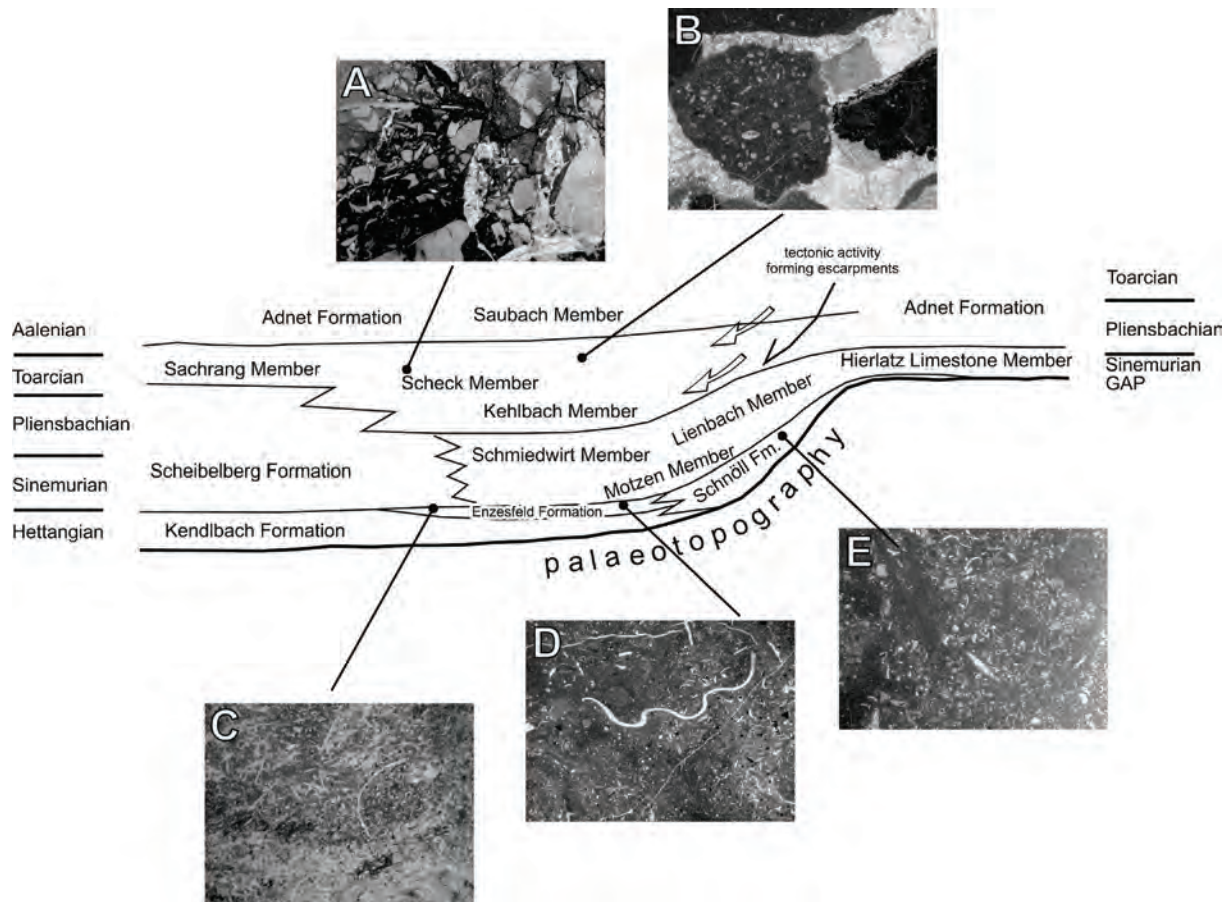 A
B
tectonic activity
forming escarpments
Toarcian
Pliensbachian
Sinemurian
GAP
Aalenian
Toarcian
Pliensbachian
Sinemurian
Hettangian
Adnet Formation
Saubach Member
Adnet Formation
Sachrang Member
Scheck Member
Hierlatz Limestone Member
Kehlbach Member
Lienbach Member
Schmiedwirt Member
Scheibelberg Formation
Motzen Member
Schnöll Fm.
Enzesfeld Formation
Kendlbach Formation
palaeotopography
C
D
E